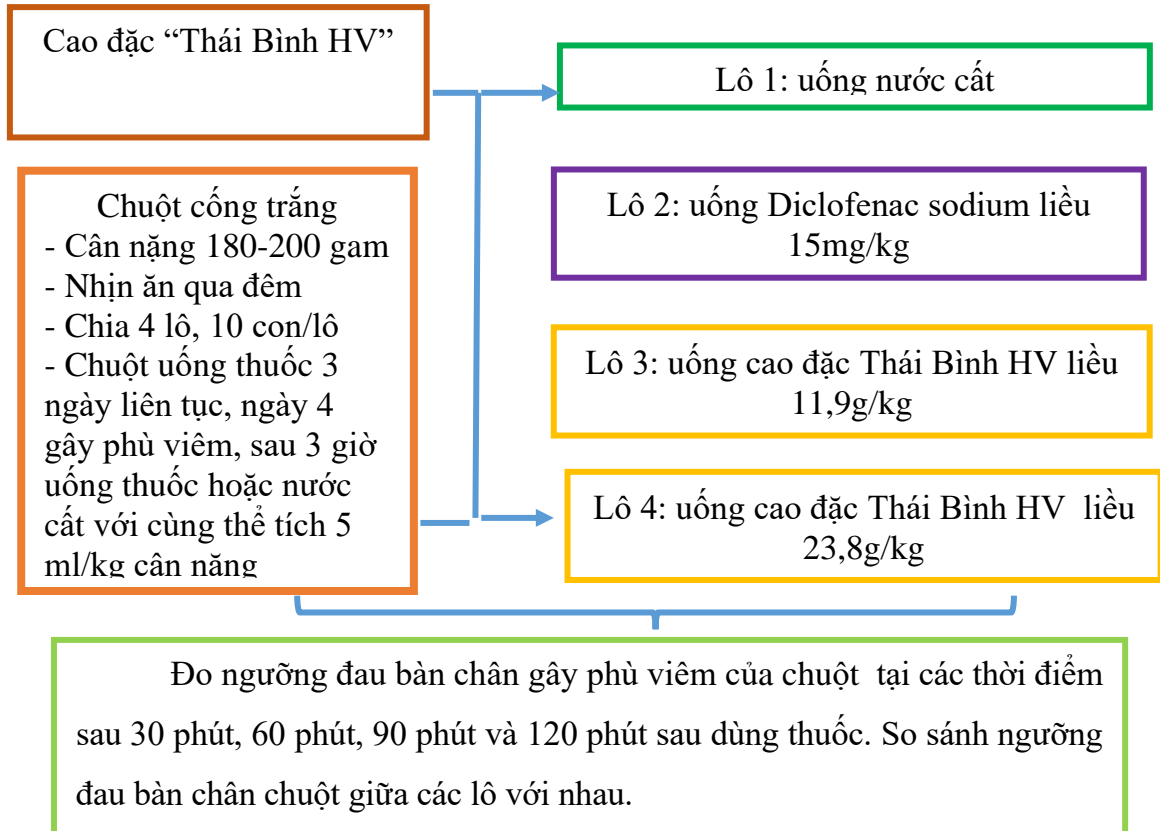 Cao đặc “Thái Bình HV”
Chuột cống trắng
- Cân nặng 180-200 gam
- Nhịn ăn qua đêm
- Chia 4 lô, 10 con/lô
- Chuột uống thuốc 3
ngày liên tục, ngày 4
gây phù viêm, sau 3 giờ
uống thuốc hoặc nước
cất với cùng thể tích 5
ml/kg cân năng
Lô 1: uống nước cất
Lô 2: uống Diclofenac sodium liều
15mg/kg
Lô 3: uống cao đặc Thái Bình HV liều
11,9g/kg
Lô 4: uống cao đặc Thái Bình HV liều
23,8g/kg
Đo ngưỡng đau bàn chân gây phù viêm của chuột tại các thời điểm
sau 30 phút, 60 phút, 90 phút và 120 phút sau dùng thuốc. So sánh ngưỡng
đau bàn chân chuột giữa các lô với nhau.